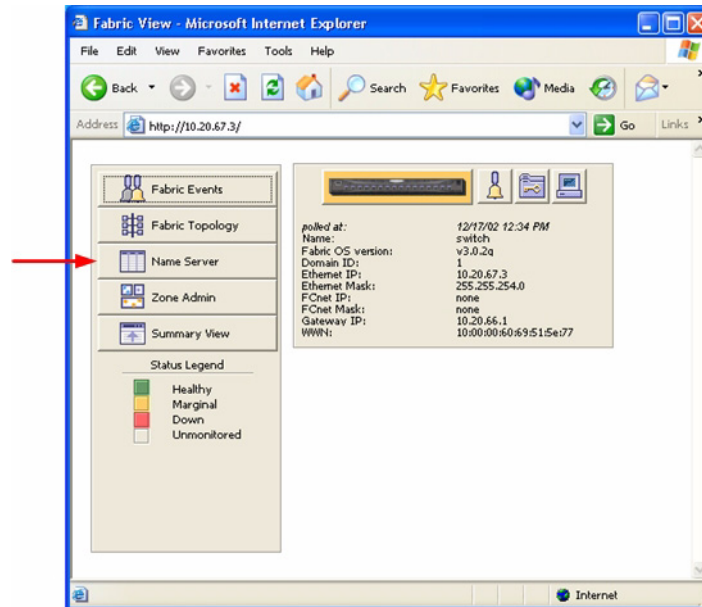 Fabric View - Microsoft Internet Explorer
File Edit View Favorites Tools Help
Back Search Favorites Media
Address http://10.20.67.3/ Go Links
Fabric Events
Fabric Topology
Name Server
Zone Admin
Summary View
Status Legend
Healthy
Marginal
Down
Unmonitored
polled at: 12/17/02 12:34 PM
Name: switch
Fabric OS version: v3.0.2q
Domain ID: 1
Ethernet IP: 10.20.67.3
Ethernet Mask: 255.255.254.0
FCnet IP: none
FCnet Mask: none
Gateway IP: 10.20.66.1
WWN: 10:00:00:60:69:51:5e:77
Internet